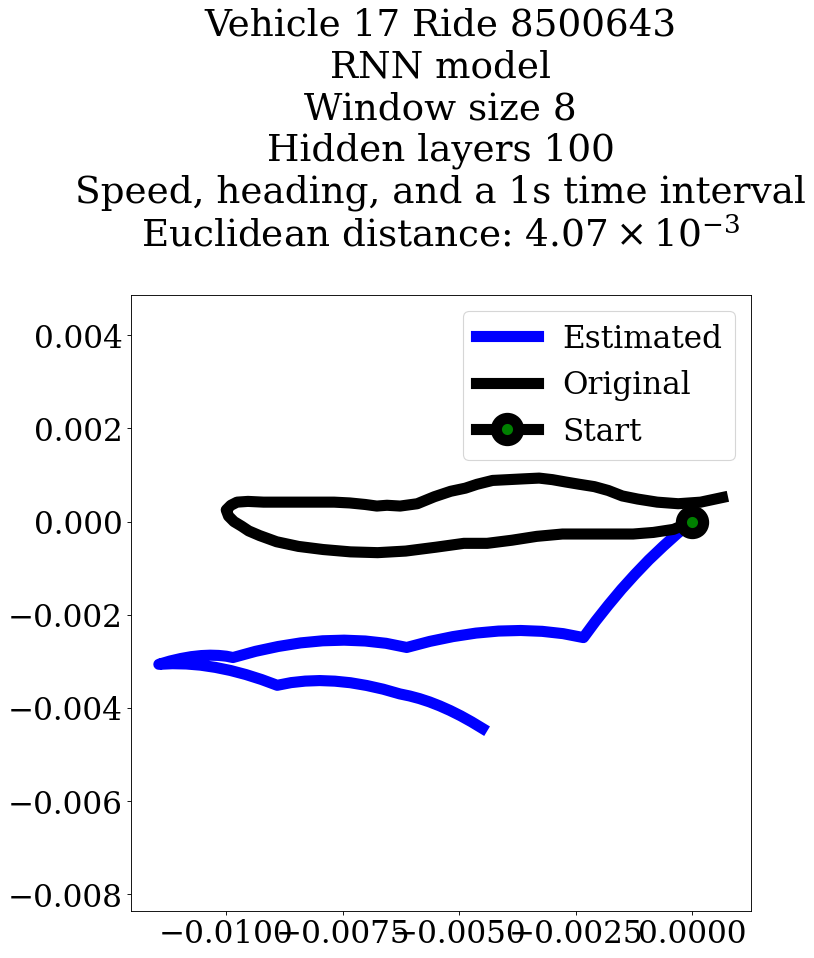 Vehicle 17 Ride 8500643
RNN model
Window size 8
Hidden layers 100
Speed, heading, and a 1s time interval
Euclidean distance: 4.07 × 10⁻³
Estimated
Original
Start
0.004
0.002
0.000
−0.002
−0.004
−0.006
−0.008
−0.0100 −0.0075 −0.0050 −0.0025 0.0000